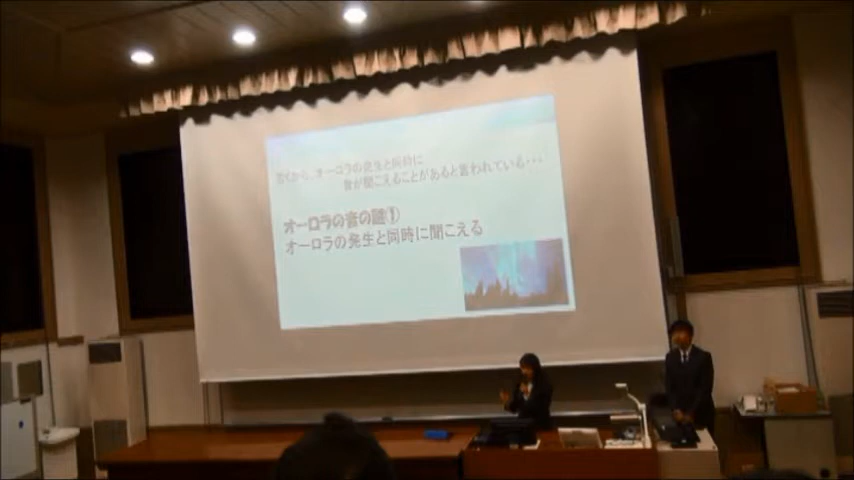 古くから、オーロラの発生と同時に
音が聞こえることがあると言われている・・・
オーロラの音の謎①
オーロラの発生と同時に聞こえる